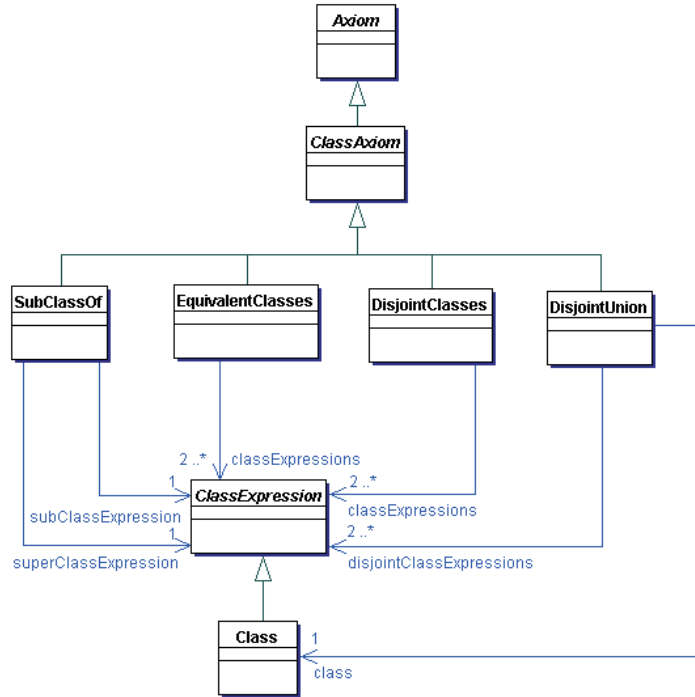 Axiom
ClassAxiom
SubClassOf
EquivalentClasses
DisjointClasses
DisjointUnion
2 ..*
classExpressions
1
ClassExpression
2 ..*
subClassExpression
classExpressions
1
2 ..*
superClassExpression
disjointClassExpressions
Class
1
class